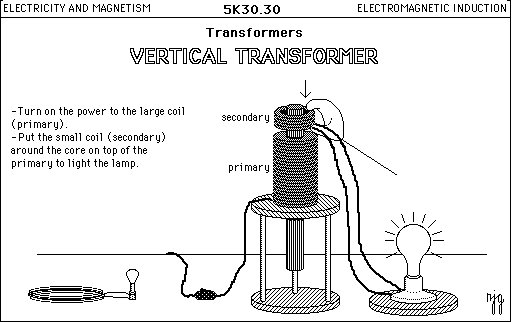 ELECTRICITY AND MAGNETISM
5K30.30
ELECTROMAGNETIC INDUCTION
Transformers
VERTICAL TRANSFORMER
-Turn on the power to the large coil
(primary).
-Put the small coil (secondary)
around the core on top of the
primary to light the lamp.
secondary
primary
rjg